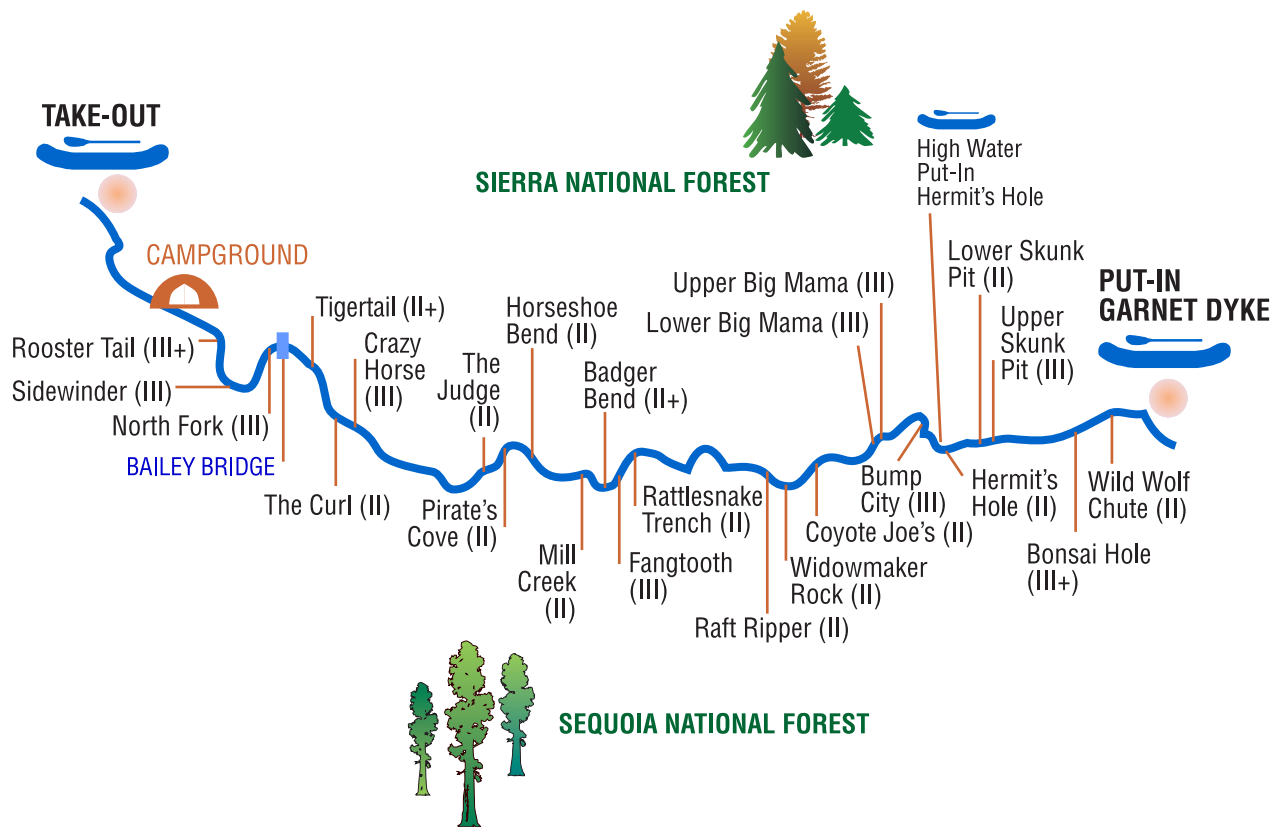 TAKE-OUT
SIERRA NATIONAL FOREST
High Water
Put-In
Hermit's Hole
CAMPGROUND
Lower Skunk
Pit (II)
PUT-IN
GARNET DYKE
Upper Big Mama (III)
Lower Big Mama (III)
Upper
Skunk
Pit (III)
Tigertail (II+)
Horseshoe
Bend (II)
Crazy
Horse
(III)
The
Judge
(II)
Badger
Bend (II+)
Rooster Tail (III+)
Sidewinder (III)
North Fork (III)
BAILEY BRIDGE
The Curl (II)
Pirate's
Cove (II)
Mill
Creek
(II)
Fangtooth
(III)
Rattlesnake
Trench (II)
Raft Ripper (II)
Widowmaker
Rock (II)
Coyote Joe's (II)
Bump
City (III)
Hermit's
Hole (II)
Bonsai Hole
(III+)
Wild Wolf
Chute (II)
SEQUOIA NATIONAL FOREST